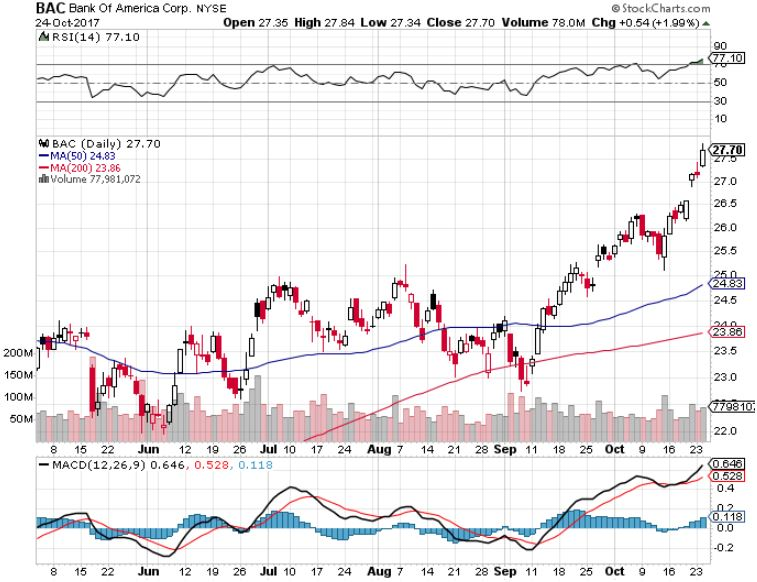 BAC Bank Of America Corp. NYSE © StockCharts.com
24-Oct-2017 Open 27.35 High 27.84 Low 27.34 Close 27.70 Volume 78.0M Chg +0.54 (+1.99%)
RSI(14) 77.10
90
77.10
70
50
30
10
BAC (Daily) 27.70
MA(50) 24.83
MA(200) 23.86
Volume 77,981,072
27.70
27.5
27.0
26.5
26.0
25.5
25.0
24.83
24.5
24.0
23.86
23.5
200M
23.0
150M
22.5
100M
7798107
50M
22.0
8 15 22 Jun 12 19 26 Jul 10 17 24 Aug 7 14 21 28 Sep 11 18 25 Oct 9 16 23
MACD(12,26,9) 0.646, 0.528, 0.118
0.646
0.528
0.4
0.2
0.118
0.0
-0.2
8 15 22 Jun 12 19 26 Jul 10 17 24 Aug 7 14 21 28 Sep 11 18 25 Oct 9 16 23